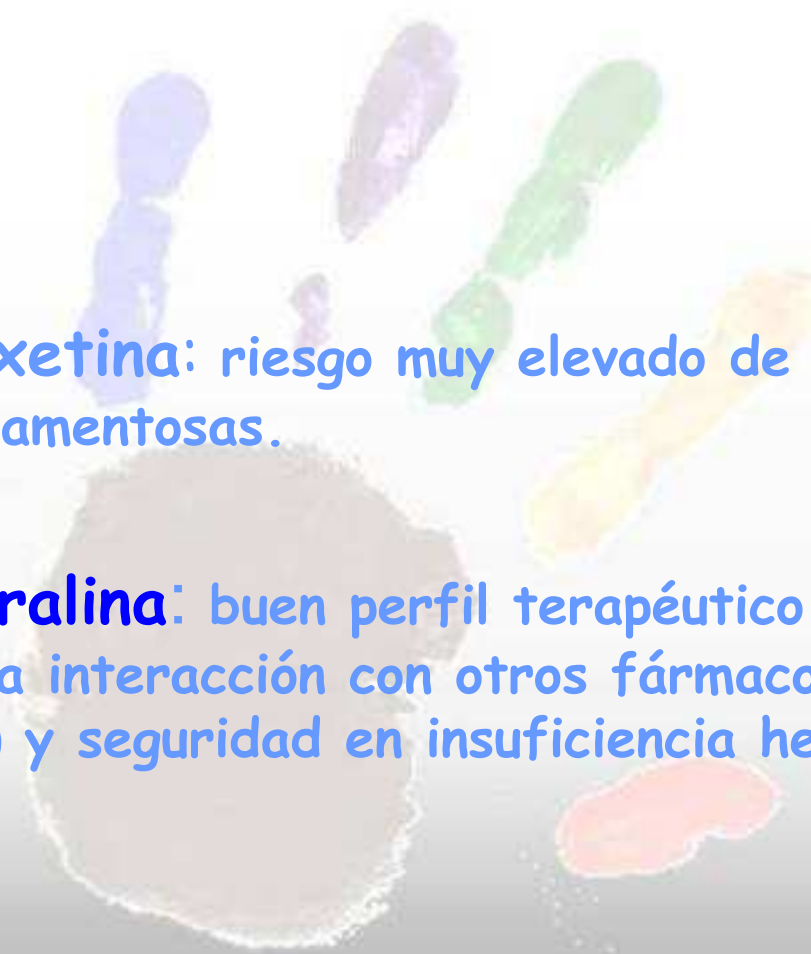 xetina: riesgo muy elevado de
amentosas.
ralina: buen perfil terapéutico
a interacción con otros fármaco
y seguridad en insuficiencia he